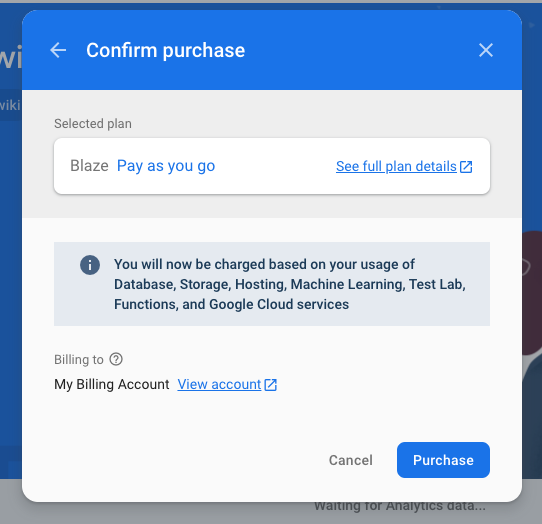 Confirm purchase
wi
wiki
Selected plan
Blaze Pay as you go See full plan details
You will now be charged based on your usage of
Database, Storage, Hosting, Machine Learning, Test Lab,
Functions, and Google Cloud services
Billing to
My Billing Account View account
Cancel Purchase
Waiting for Analytics data...